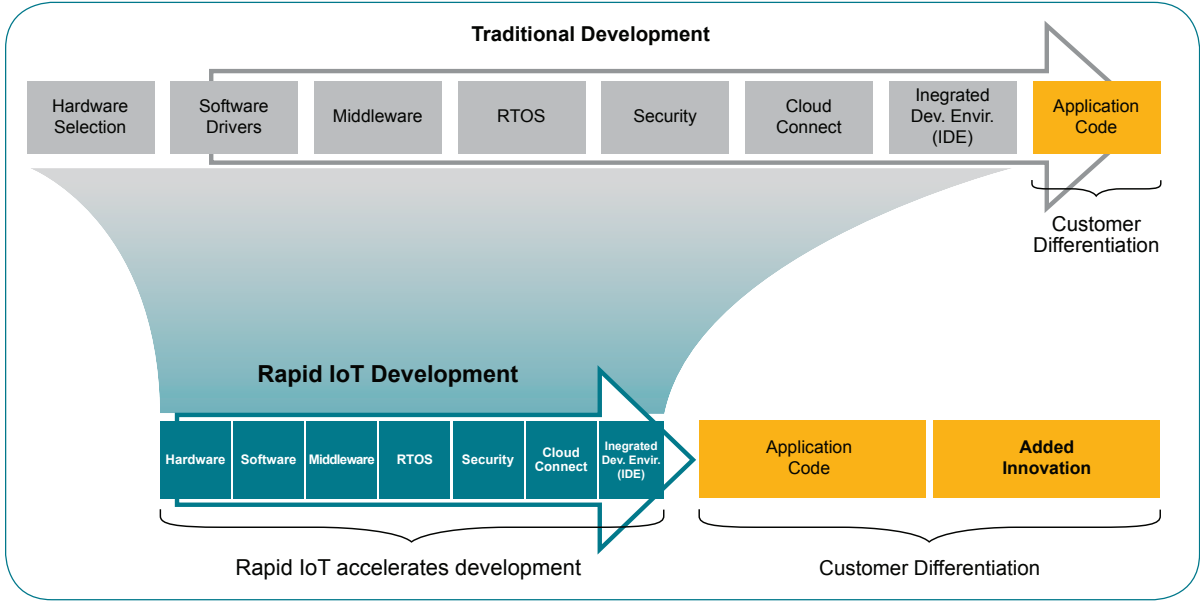 Traditional Development
Hardware
Selection
Software
Drivers
Middleware
RTOS
Security
Cloud
Connect
Inegrated
Dev. Envir.
(IDE)
Application
Code
Customer
Differentiation
Rapid IoT Development
Hardware
Software
Middleware
RTOS
Security
Cloud
Connect
Inegrated
Dev. Envir.
(IDE)
Application
Code
Added
Innovation
Rapid IoT accelerates development
Customer Differentiation